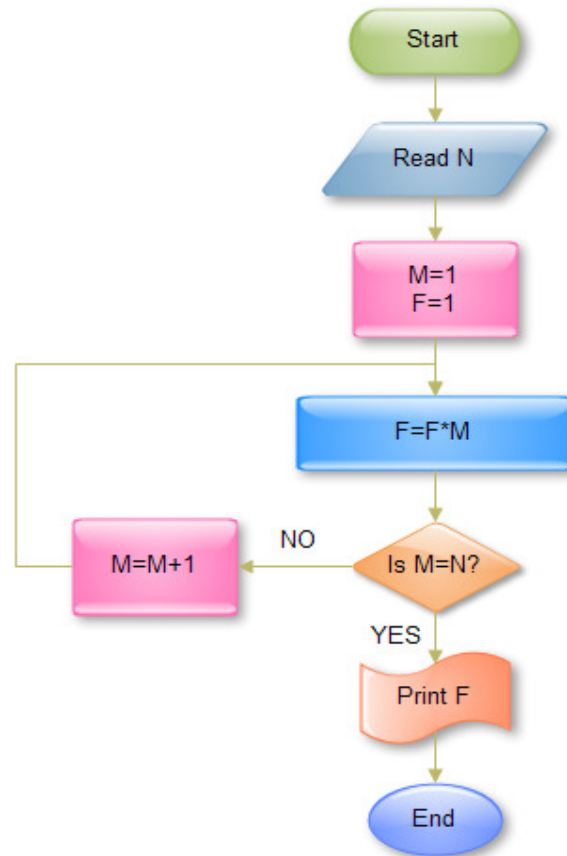 Start
Read N
M=1
F=1
F=F*M
Is M=N?
NO
M=M+1
YES
Print F
End